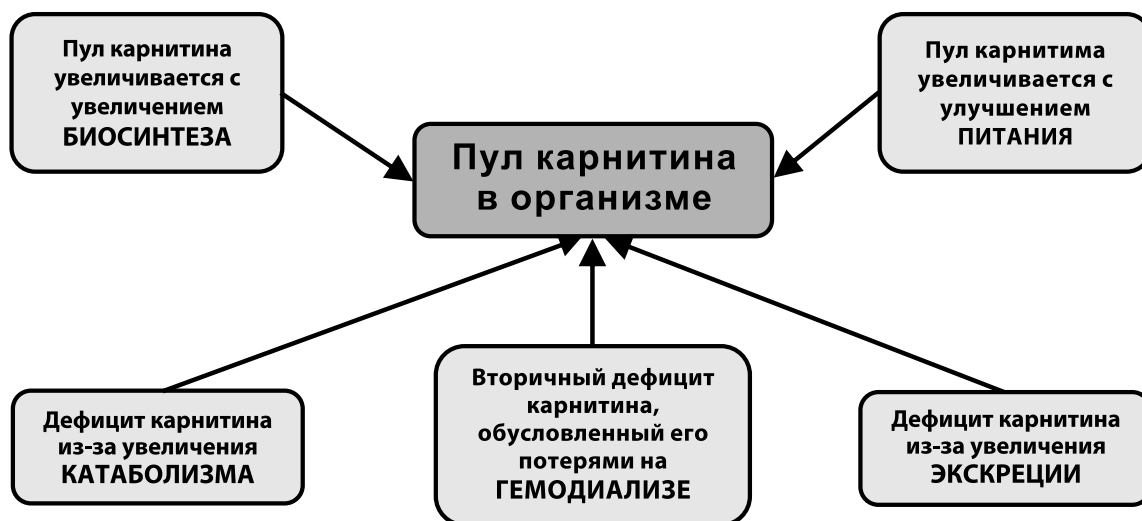 Пул карнитина
увеличивается с
увеличением
БИОСИНТЕЗА
Пул карнитима
увеличивается с
улучшением
ПИТАНИЯ
Пул карнитина
в организме
Дефицит карнитина
из-за увеличения
КАТАБОЛИЗМА
Вторичный дефицит
карнитина,
обусловленный его
потерями на
ГЕМОДИАЛИЗЕ
Дефицит карнитина
из-за увеличения
ЭКСКРЕЦИИ